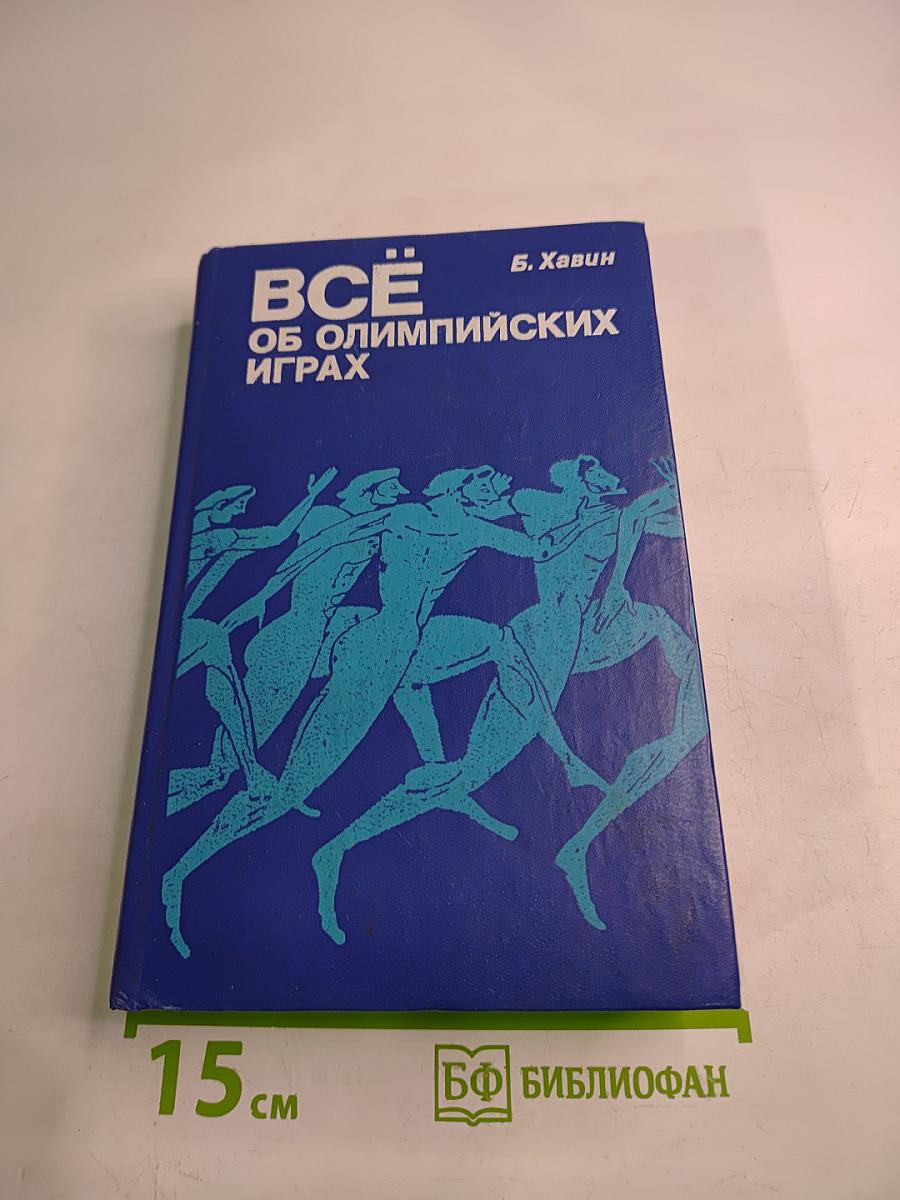 Б. Хавин
ВСЁ
ОБ ОЛИМПИЙСКИХ
ИГРАХ
15 см
БФ БИБЛИОФАН